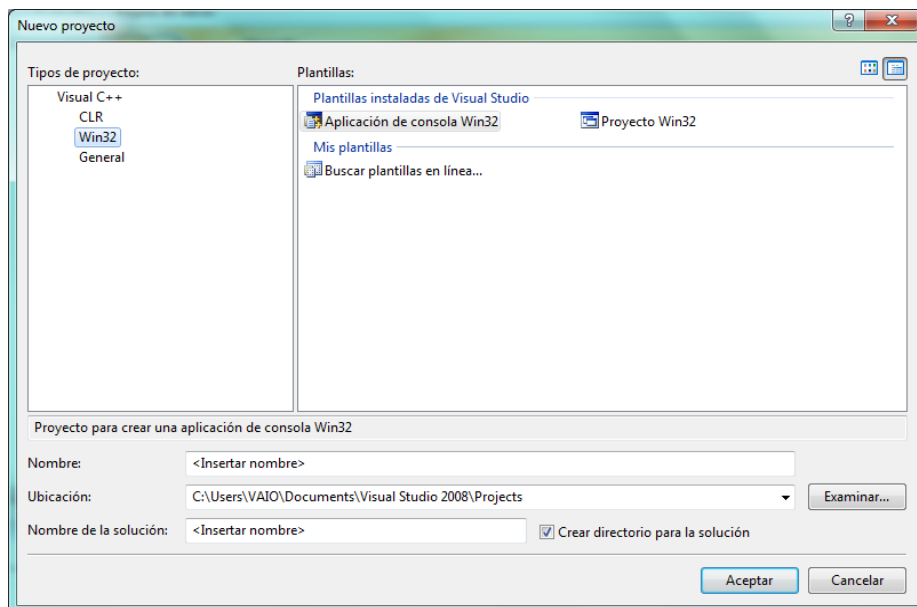 Nuevo proyecto
Tipos de proyecto:
Plantillas:
Visual C++
CLR
Win32
General
Plantillas instaladas de Visual Studio
Aplicación de consola Win32
Proyecto Win32
Mis plantillas
Buscar plantillas en línea...
Proyecto para crear una aplicación de consola Win32
Nombre:
<Insertar nombre>
Ubicación:
C:\Users\VAIO\Documents\Visual Studio 2008\Projects
Examinar...
Nombre de la solución:
<Insertar nombre>
Crear directorio para la solución
Aceptar
Cancelar